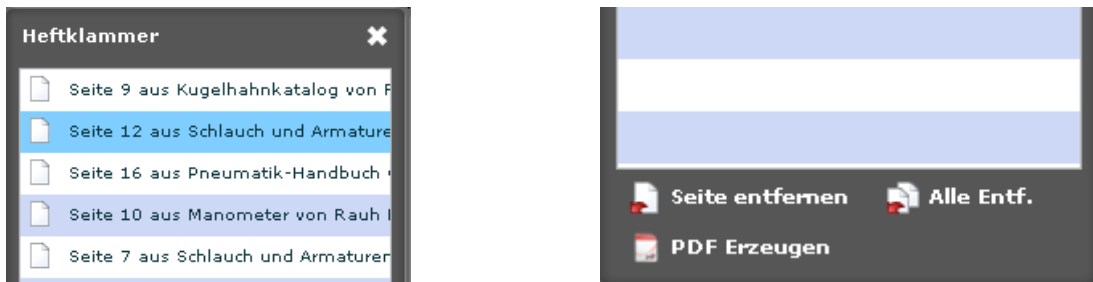 Heftklammer
Seite 9 aus Kugelhahnkatalog von
Seite 12 aus Schlauch und Armature
Seite 16 aus Pneumatik-Handbuch
Seite 10 aus Manometer von Rauh
Seite 7 aus Schlauch und Armaturen
Seite entfernen
Alle Entf.
PDF Erzeugen